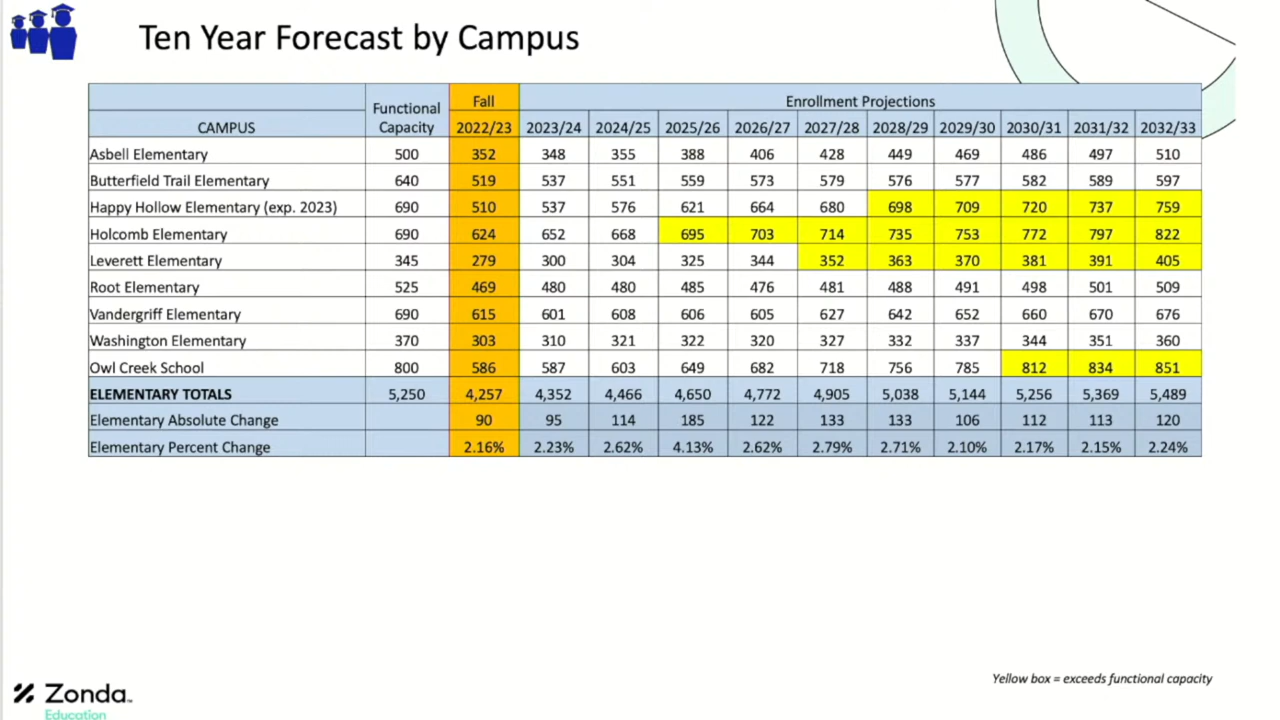 Ten Year Forecast by Campus
CAMPUS Functional Capacity Fall 2022/23 Enrollment Projections
2023/24 2024/25 2025/26 2026/27 2027/28 2028/29 2029/30 2030/31 2031/32 2032/33
Asbell Elementary 500 352 348 355 388 406 428 449 469 486 497 510
Butterfield Trail Elementary 640 519 537 551 559 573 579 576 577 582 589 597
Happy Hollow Elementary (exp. 2023) 690 510 537 576 621 664 680 698 709 720 737 759
Holcomb Elementary 690 624 652 668 695 703 714 735 753 772 797 822
Leverett Elementary 345 279 300 304 325 344 352 363 370 381 391 405
Root Elementary 525 469 480 480 485 476 481 488 491 498 501 509
Vandergriff Elementary 690 615 601 608 606 605 627 642 652 660 670 676
Washington Elementary 370 303 310 321 322 320 327 332 337 344 351 360
Owl Creek School 800 586 587 603 649 682 718 756 785 812 834 851
ELEMENTARY TOTALS 5,250 4,257 4,352 4,466 4,650 4,772 4,905 5,038 5,144 5,256 5,369 5,489
Elementary Absolute Change 90 95 114 185 122 133 133 106 112 113 120
Elementary Percent Change 2.16% 2.23% 2.62% 4.13% 2.62% 2.79% 2.71% 2.10% 2.17% 2.15% 2.24%
Yellow box = exceeds functional capacity
Zonda™
Education